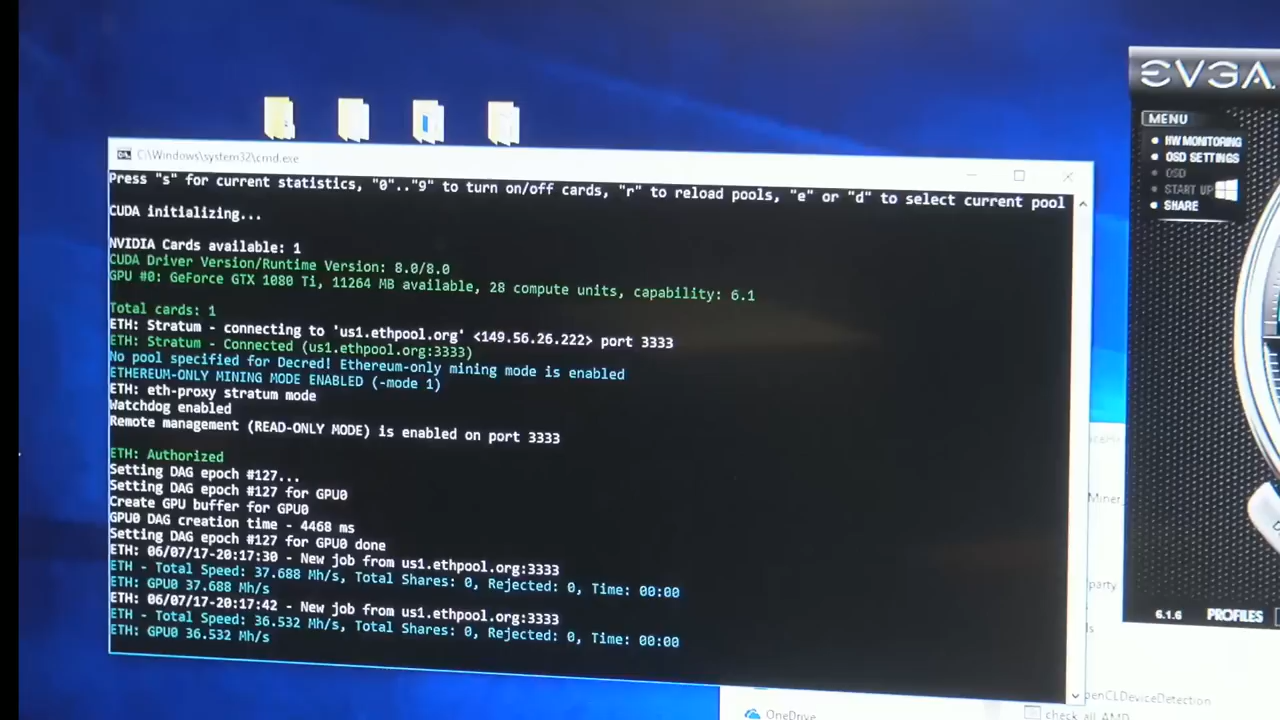 C:\Windows\system32\cmd.exe
Press "s" for current statistics, "0".."9" to turn on/off cards, "r" to reload pools, "e" or "d" to select current pool
CUDA initializing...
NVIDIA Cards available: 1
CUDA Driver Version/Runtime Version: 8.0/8.0
GPU #0: GeForce GTX 1080 Ti, 11264 MB available, 28 compute units, capability: 6.1
Total cards: 1
ETH: Stratum - connecting to 'us1.ethpool.org' <149.56.26.222> port 3333
ETH: Stratum - Connected (us1.ethpool.org:3333)
No pool specified for Decred! Ethereum-only mining mode is enabled
ETHEREUM-ONLY MINING MODE ENABLED (-mode 1)
ETH: eth-proxy stratum mode
Watchdog enabled
Remote management (READ-ONLY MODE) is enabled on port 3333
ETH: Authorized
Setting DAG epoch #127...
Setting DAG epoch #127 for GPU0
Create GPU buffer for GPU0
GPU0 DAG creation time - 4468 ms
Setting DAG epoch #127 for GPU0 done
ETH: 06/07/17-20:17:30 - New job from us1.ethpool.org:3333
ETH - Total Speed: 37.688 Mh/s, Total Shares: 0, Rejected: 0, Time: 00:00
ETH: GPU0 37.688 Mh/s
ETH: 06/07/17-20:17:42 - New job from us1.ethpool.org:3333
ETH - Total Speed: 36.532 Mh/s, Total Shares: 0, Rejected: 0, Time: 00:00
ETH: GPU0 36.532 Mh/s
EVGA
MENU
HW MONITORING
OSD SETTINGS
OSD
START UP
SHARE
6.1.6 PROFILES
Miner
party
OneDrive
penCLDeviceDetection
check all AMD